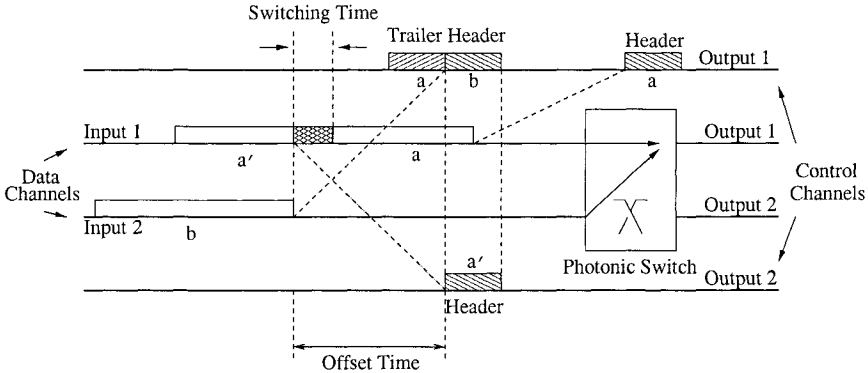 Switching Time
Trailer Header
Header
Output 1
a
b
a
Input 1
Output 1
a′
a
Data
Channels
Control
Channels
Input 2
b
Output 2
a′
Photonic Switch
Output 2
Header
Offset Time